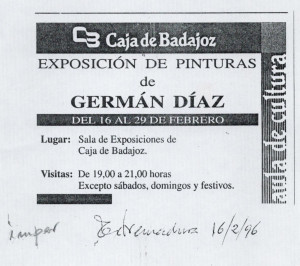 CB Caja de Badajoz
EXPOSICIÓN DE PINTURAS
de
GERMÁN DÍAZ
DEL 16 AL 29 DE FEBRERO
Lugar: Sala de Exposiciones de
Caja de Badajoz.
Visitas: De 19,00 a 21,00 horas
Excepto sábados, domingos y festivos.
aula de cultura
Extremadura 16/2/96